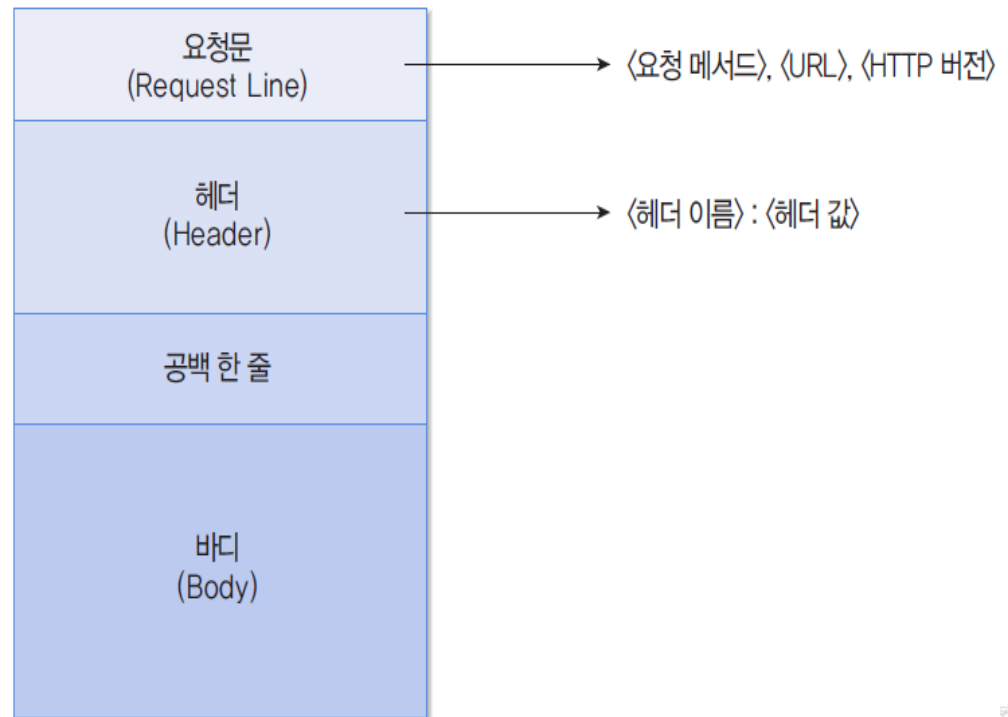 요청문
(Request Line)
〈요청 메서드〉, 〈URL〉, 〈HTTP 버전〉
헤더
(Header)
〈헤더 이름〉 : 〈헤더 값〉
공백 한 줄
바디
(Body)